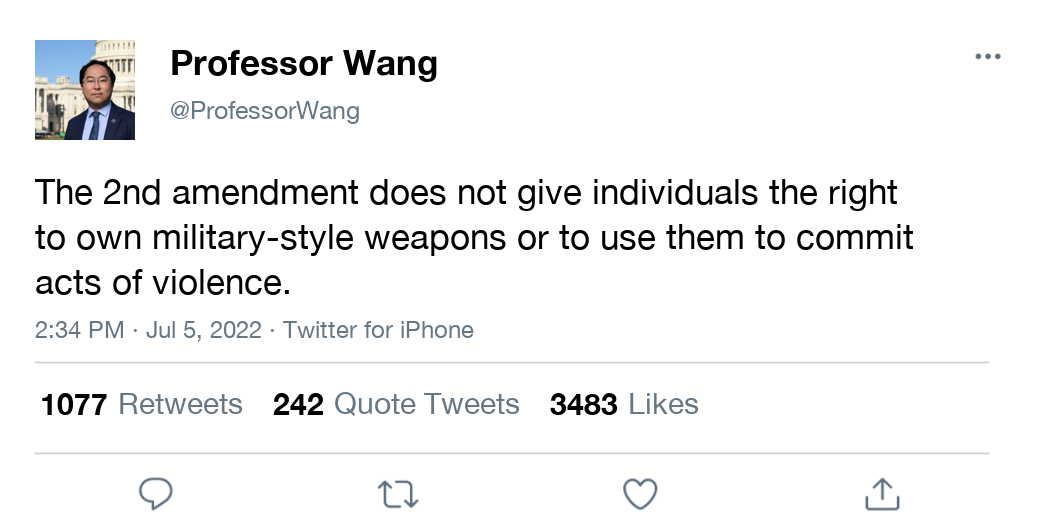 Professor Wang
@ProfessorWang
The 2nd amendment does not give individuals the right
to own military-style weapons or to use them to commit
acts of violence.
2:34 PM · Jul 5, 2022 · Twitter for iPhone
1077 Retweets 242 Quote Tweets 3483 Likes